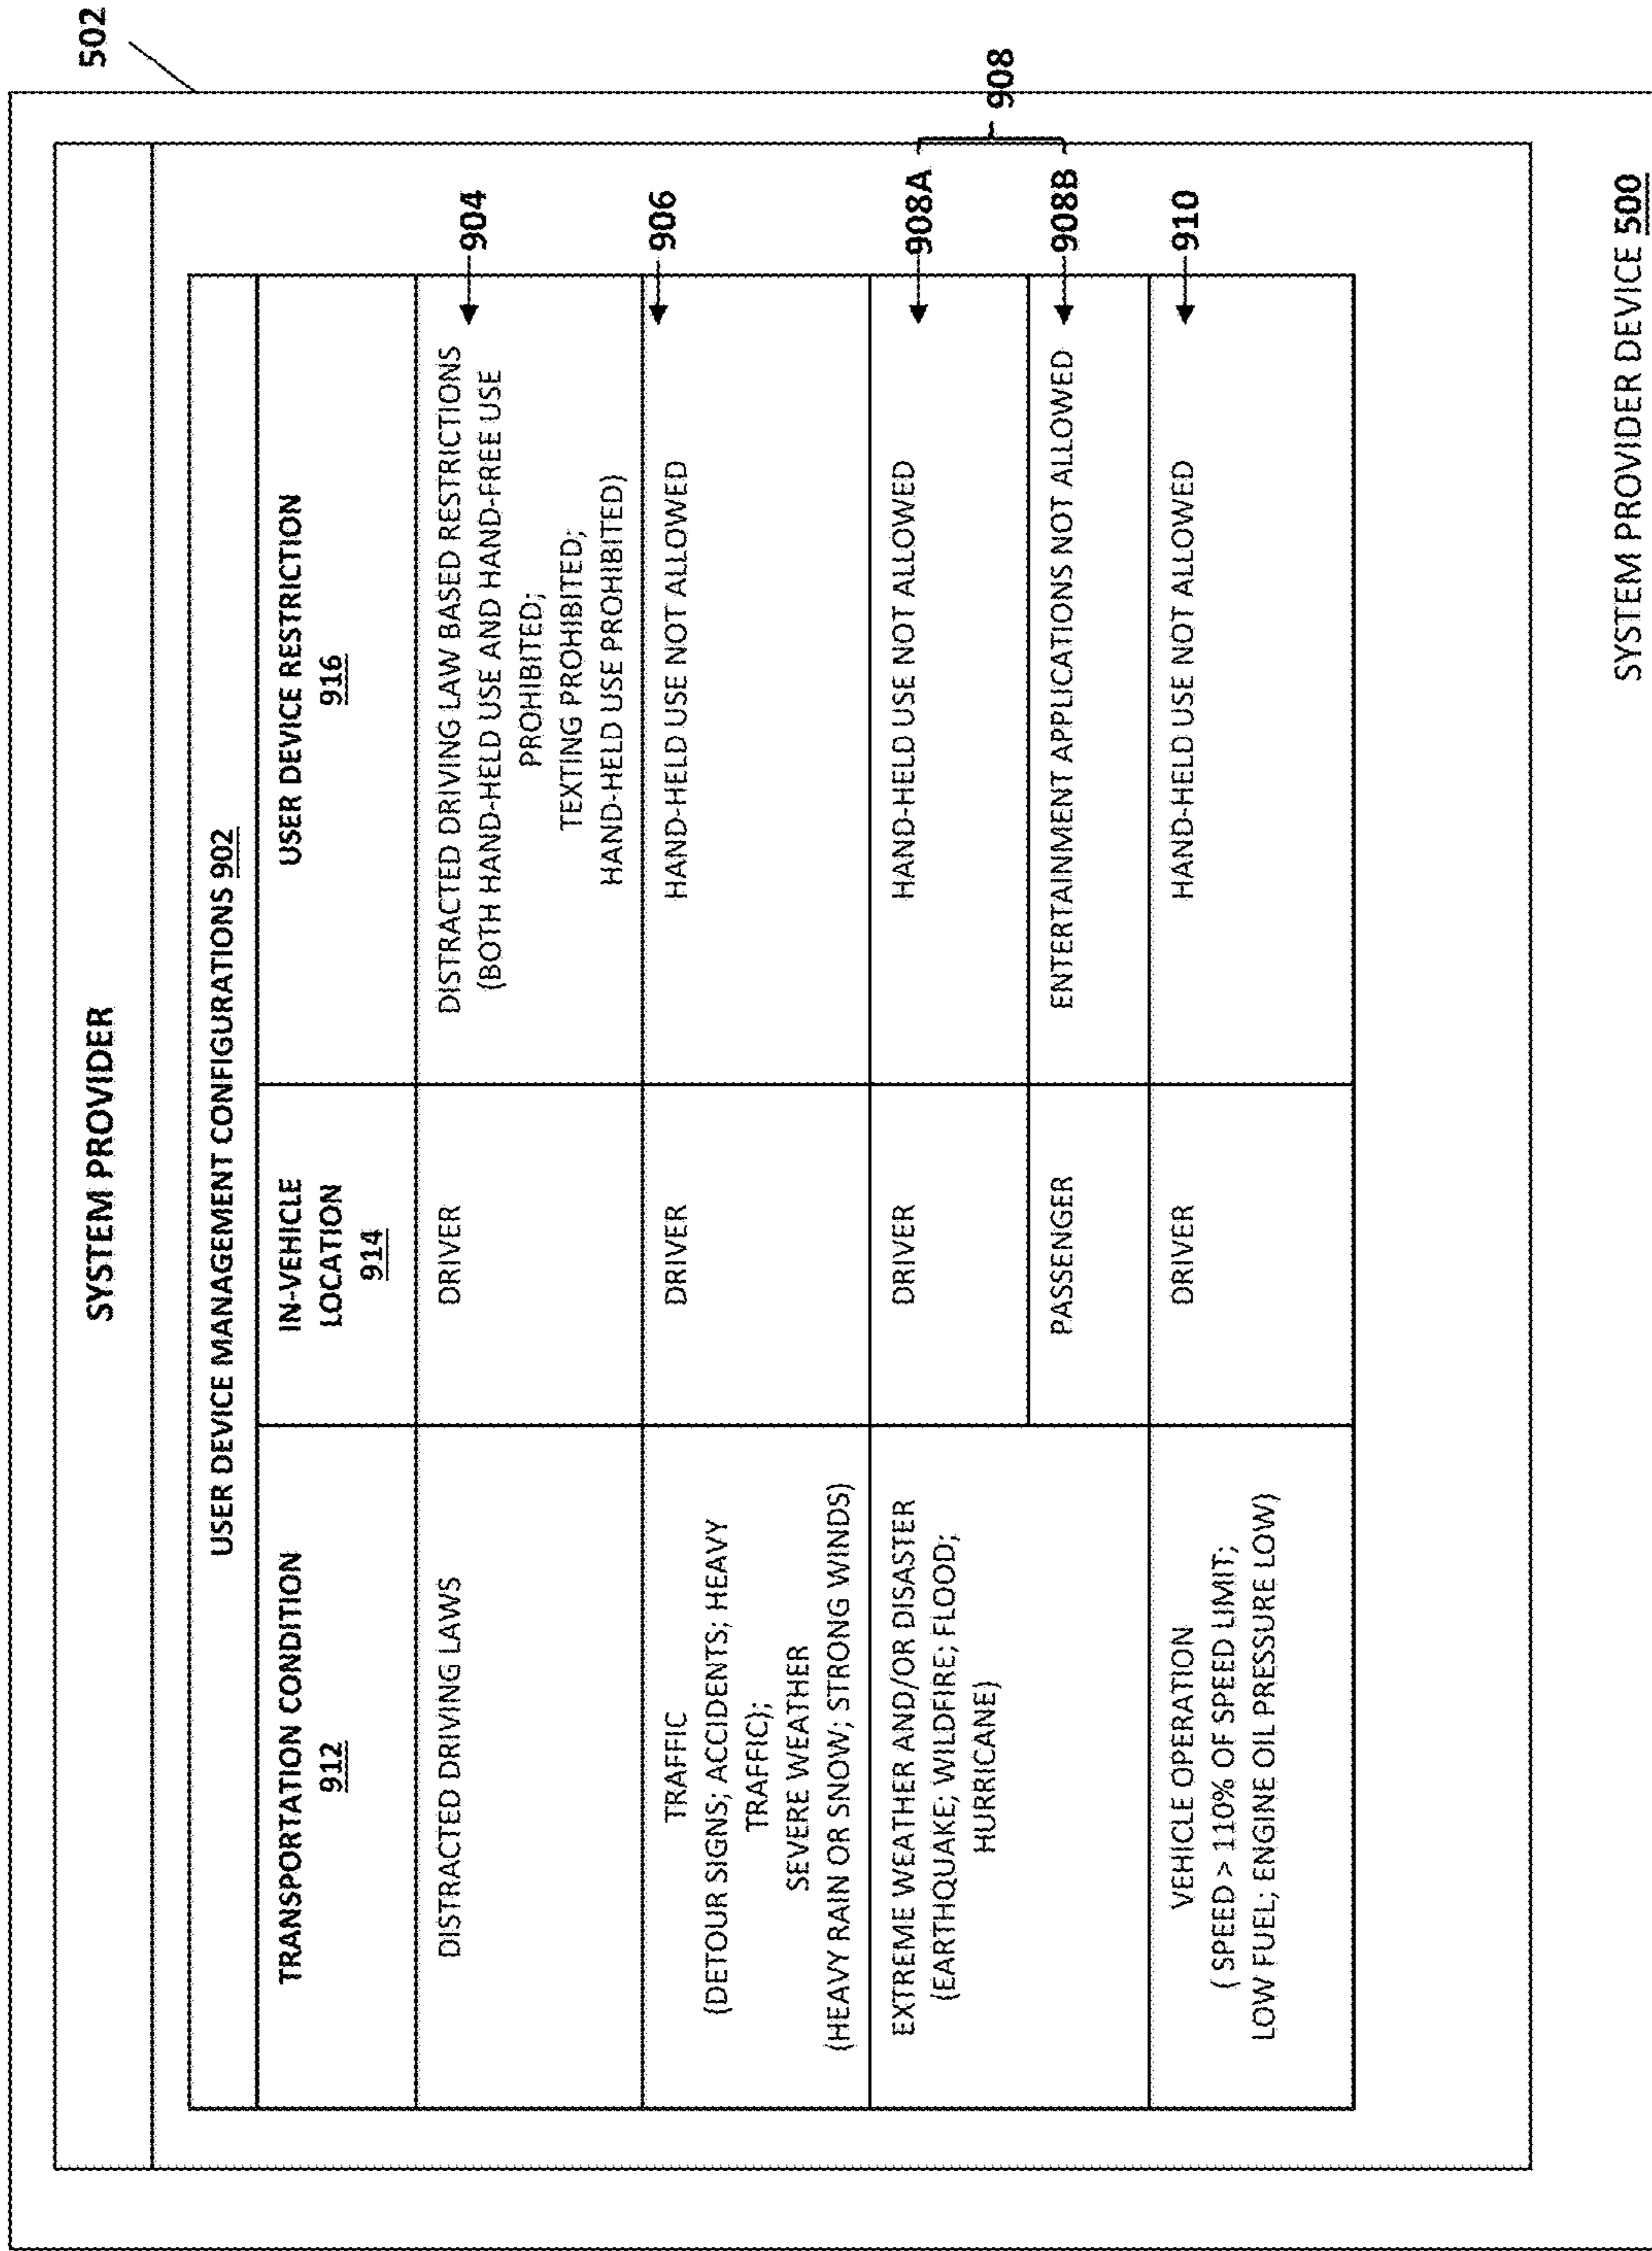 502
SYSTEM PROVIDER
USER DEVICE MANAGEMENT CONFIGURATIONS 902
TRANSPORTATION CONDITION
912
IN-VEHICLE
LOCATION
914
USER DEVICE RESTRICTION
916
DISTRACTED DRIVING LAWS
DRIVER
DISTRACTED DRIVING LAW BASED RESTRICTIONS
(BOTH HAND-HELD USE AND HAND-FREE USE
PROHIBITED;
TEXTING PROHIBITED;
HAND-HELD USE PROHIBITED)
904
TRAFFIC
(DETOUR SIGNS; ACCIDENTS; HEAVY
TRAFFIC);
SEVERE WEATHER
(HEAVY RAIN OR SNOW; STRONG WINDS)
DRIVER
HAND-HELD USE NOT ALLOWED
906
EXTREME WEATHER AND/OR DISASTER
(EARTHQUAKE; WILDFIRE; FLOOD;
HURRICANE)
DRIVER
HAND-HELD USE NOT ALLOWED
908A
908
PASSENGER
ENTERTAINMENT APPLICATIONS NOT ALLOWED
908B
VEHICLE OPERATION
( SPEED > 110% OF SPEED LIMIT;
LOW FUEL; ENGINE OIL PRESSURE LOW)
DRIVER
HAND-HELD USE NOT ALLOWED
910
SYSTEM PROVIDER DEVICE 500